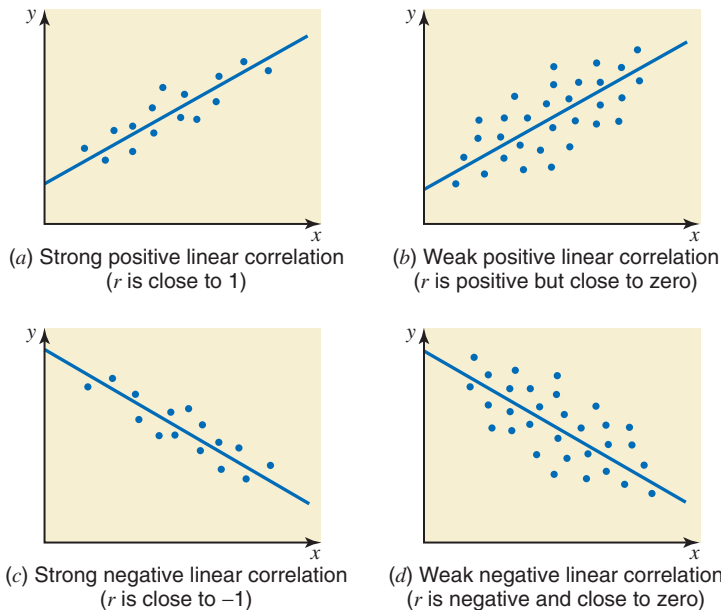 y
x
(a) Strong positive linear correlation
(r is close to 1)
y
x
(b) Weak positive linear correlation
(r is positive but close to zero)
y
x
(c) Strong negative linear correlation
(r is close to –1)
y
x
(d) Weak negative linear correlation
(r is negative and close to zero)